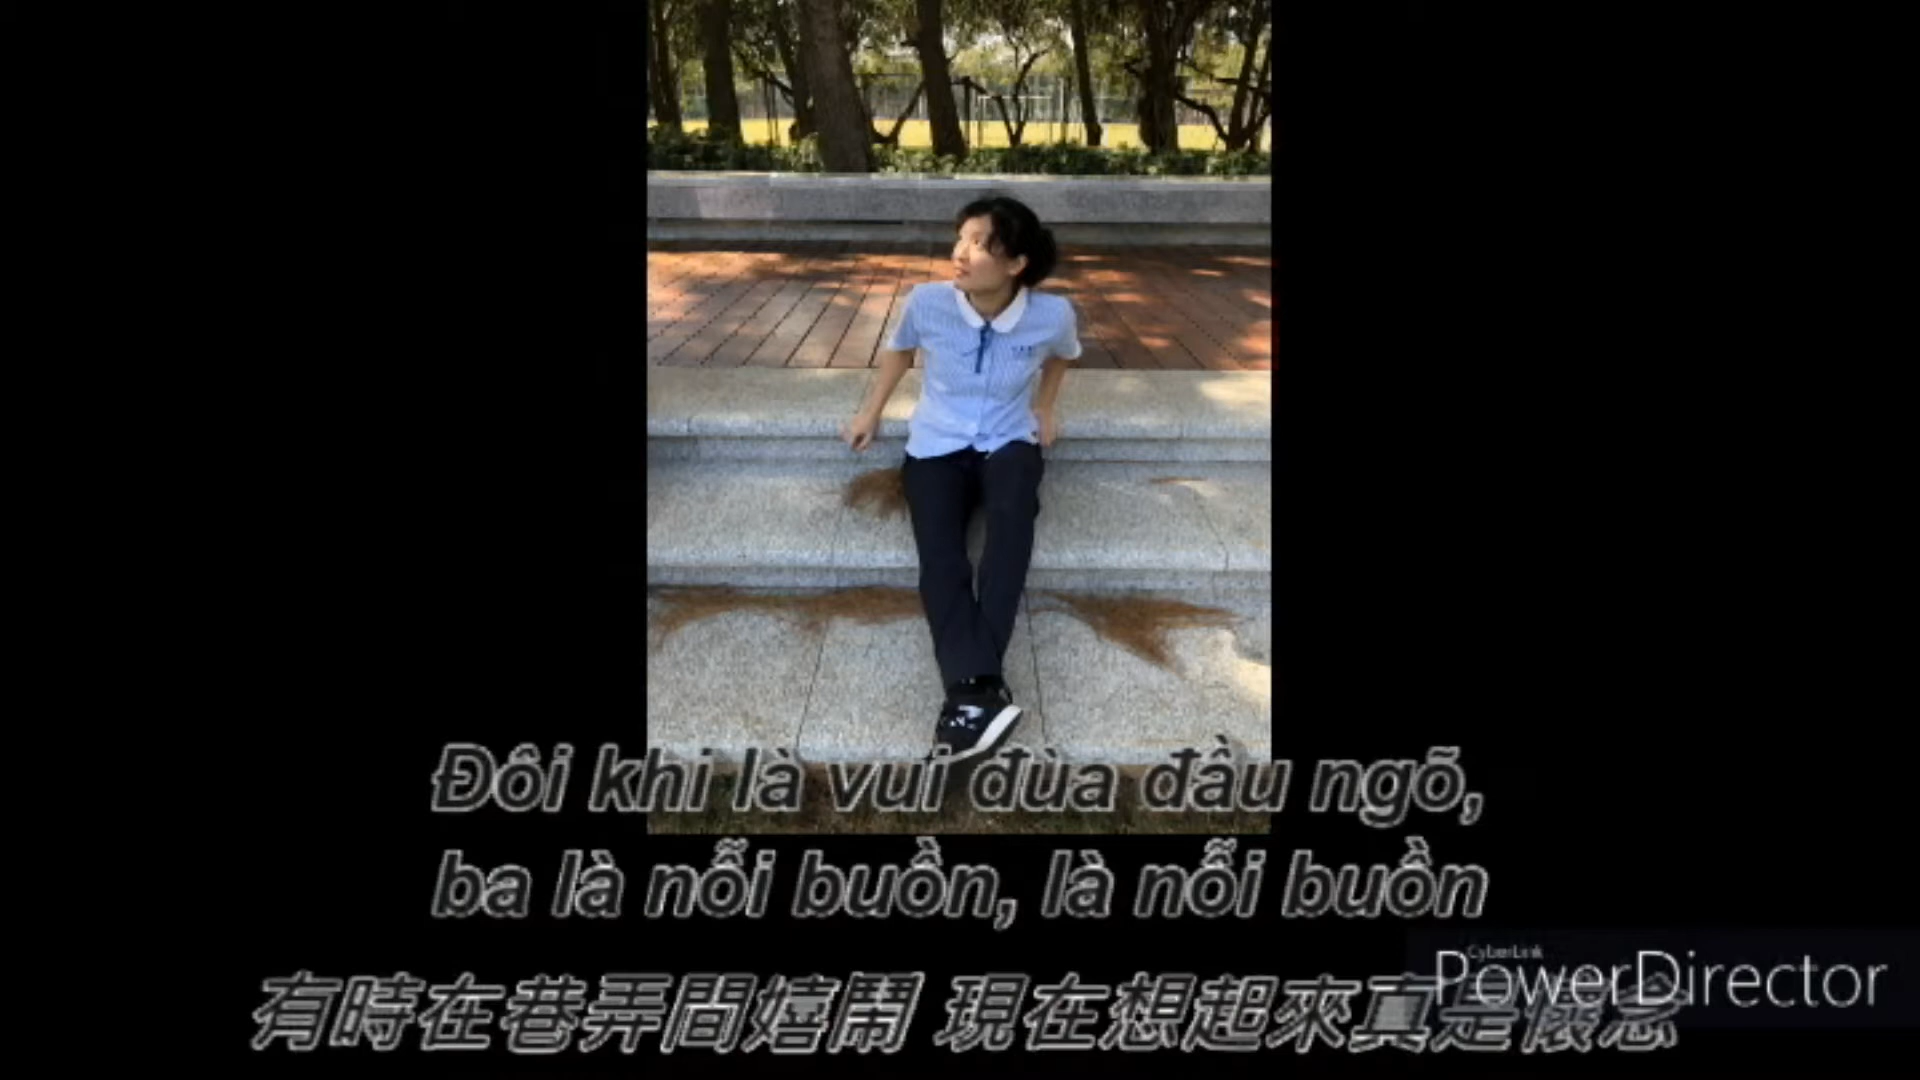 Đôi khi là vui đùa đầu ngõ,
ba là nỗi buồn, là nỗi buồn
有時在巷弄間嬉鬧 現在想起來真是懷念
CyberLink
PowerDirector